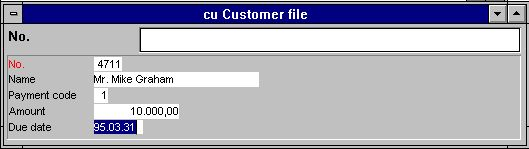 cu Customer file
No.
No. 4711
Name Mr. Mike Graham
Payment code 1
Amount 10.000,00
Due date 95.03.31